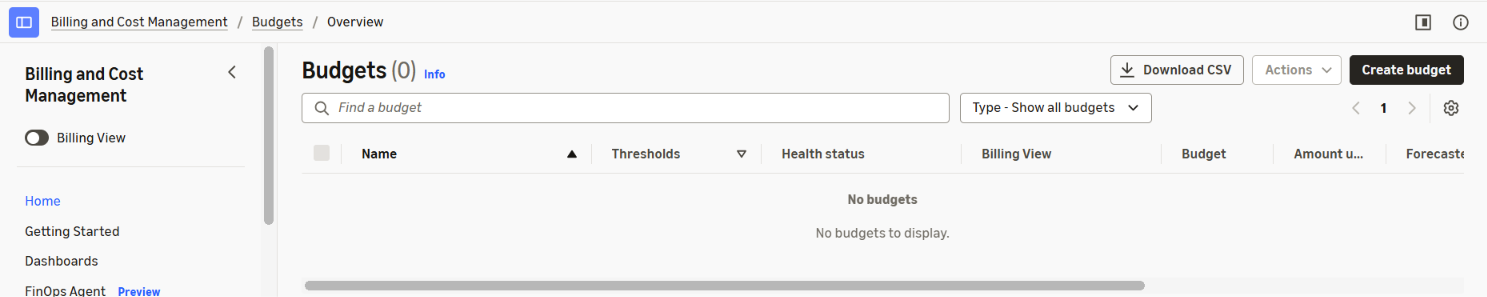 Billing and Cost Management / Budgets / Overview
Billing and Cost
Management
Billing View
Home
Getting Started
Dashboards
FinOps Agent Preview
Budgets (0) Info
Download CSV
Actions
Create budget
Find a budget
Type - Show all budgets
1
Name Thresholds Health status Billing View Budget Amount u... Forecaste
No budgets
No budgets to display.